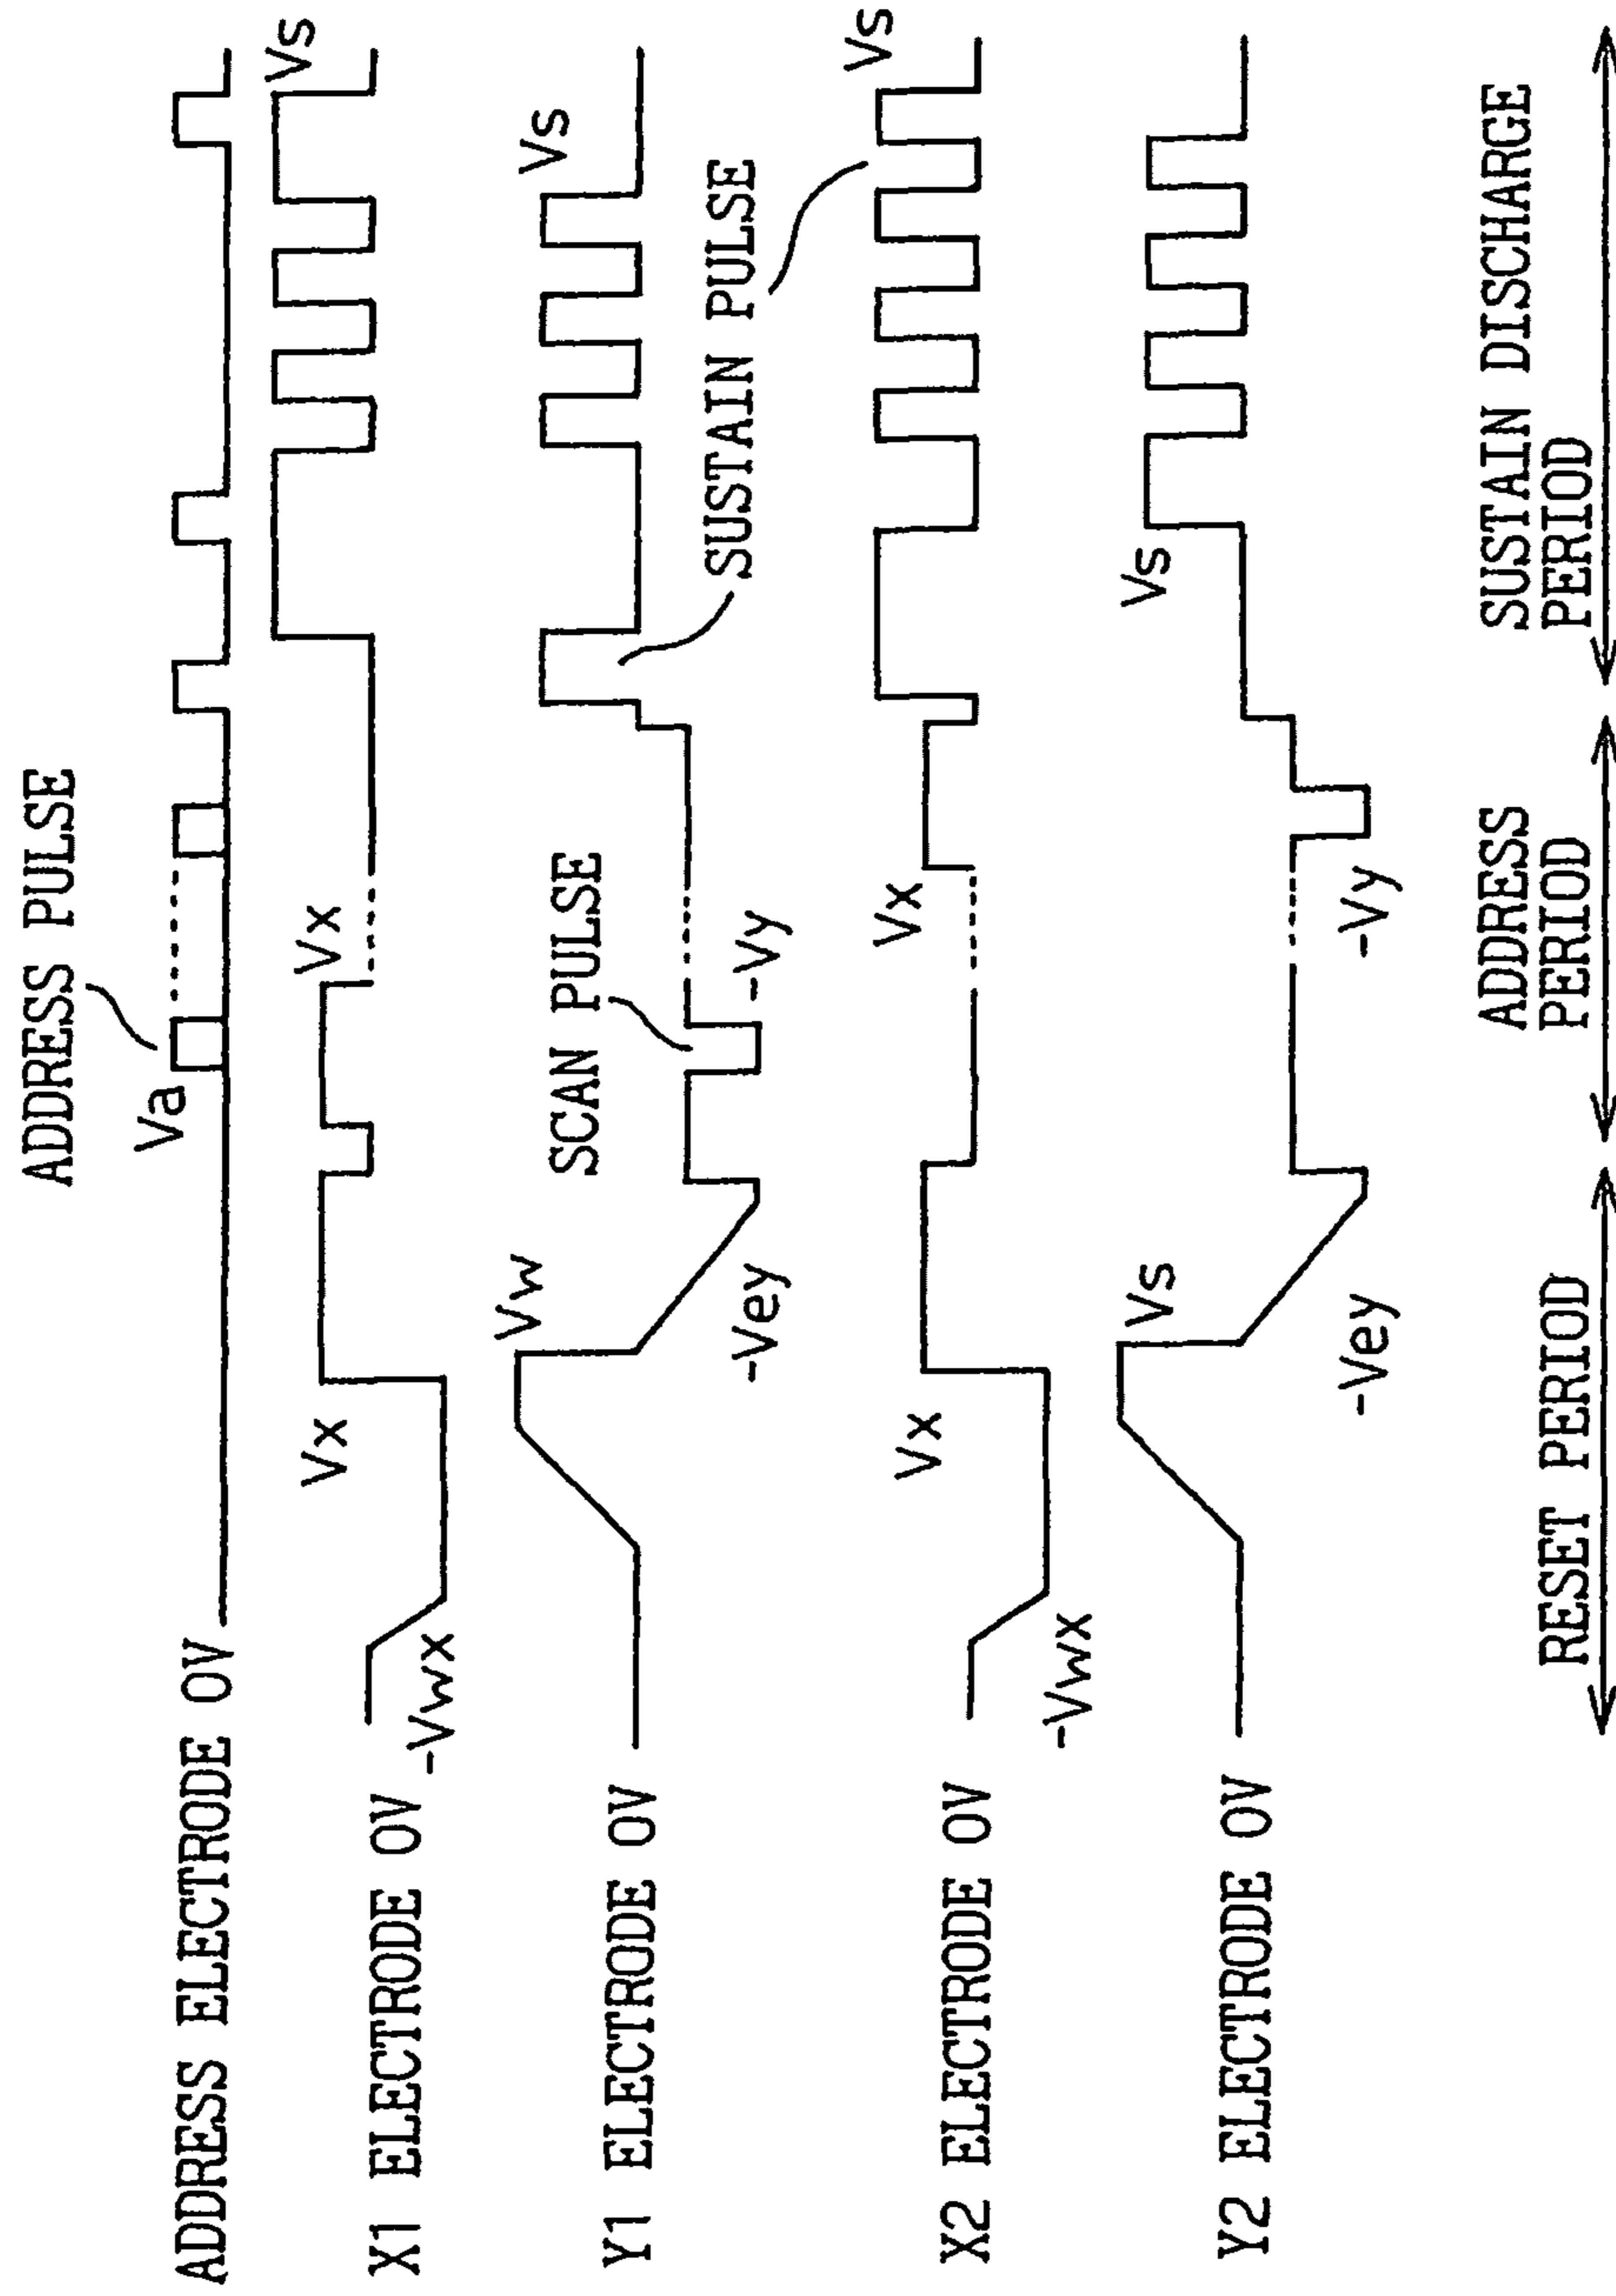 ADDRESS PULSE
Va
ADDRESS ELECTRODE 0V
Vx
Vx
Vs
X1 ELECTRODE 0V
-Vwx
SCAN PULSE
Vw
Vs
Y1 ELECTRODE 0V
-Vey
-Vy
SUSTAIN PULSE
Vx
Vx
Vs
X2 ELECTRODE 0V
-Vwx
Vs
Vs
Y2 ELECTRODE 0V
-Vey
-Vy
RESET PERIOD
ADDRESS
PERIOD
SUSTAIN DISCHARGE
PERIOD